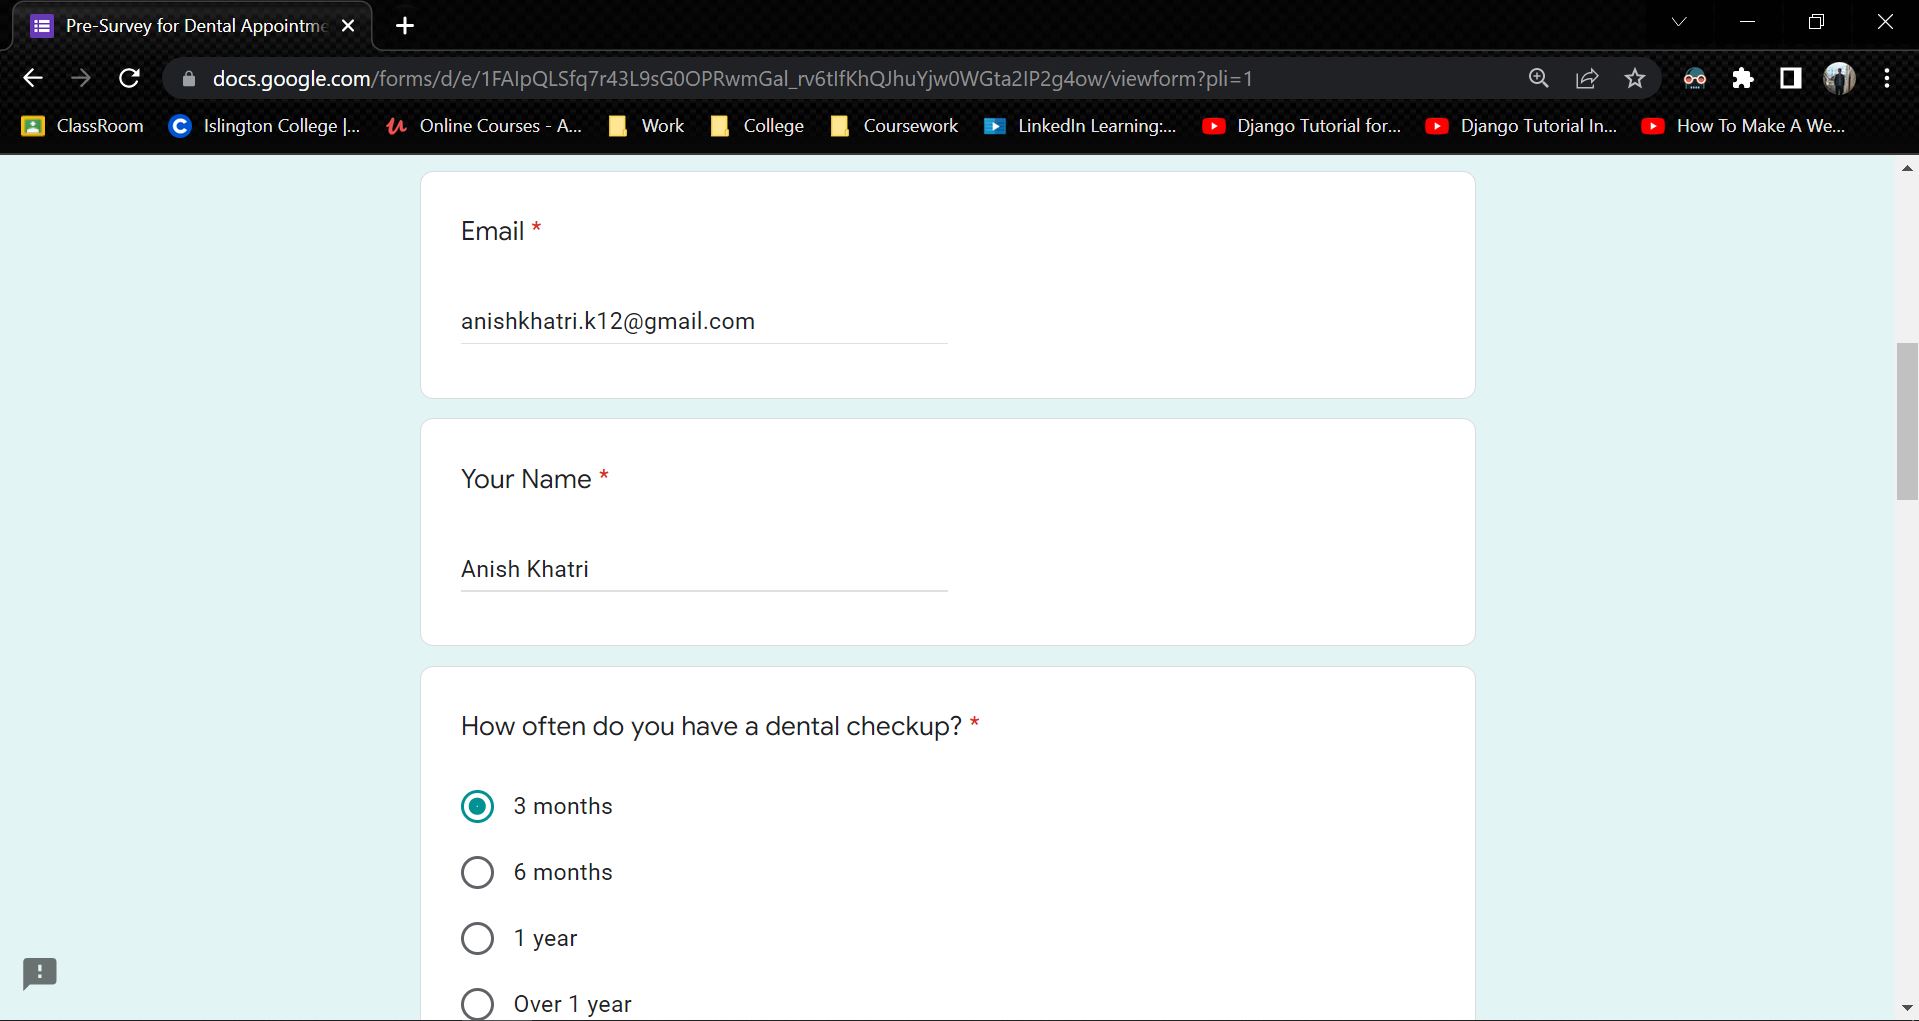 Pre-Survey for Dental Appointme
docs.google.com/forms/d/e/1FAIpQLSfq7r43L9sG0OPRwmGal_rv6tIfKhQJhuYjw0WGta2IP2g4ow/viewform?pli=1
ClassRoom Islington College |... Online Courses - A... Work College Coursework LinkedIn Learning:... Django Tutorial for... Django Tutorial In... How To Make A We...
Email *
anishkhatri.k12@gmail.com
Your Name *
Anish Khatri
How often do you have a dental checkup? *
3 months
6 months
1 year
Over 1 year